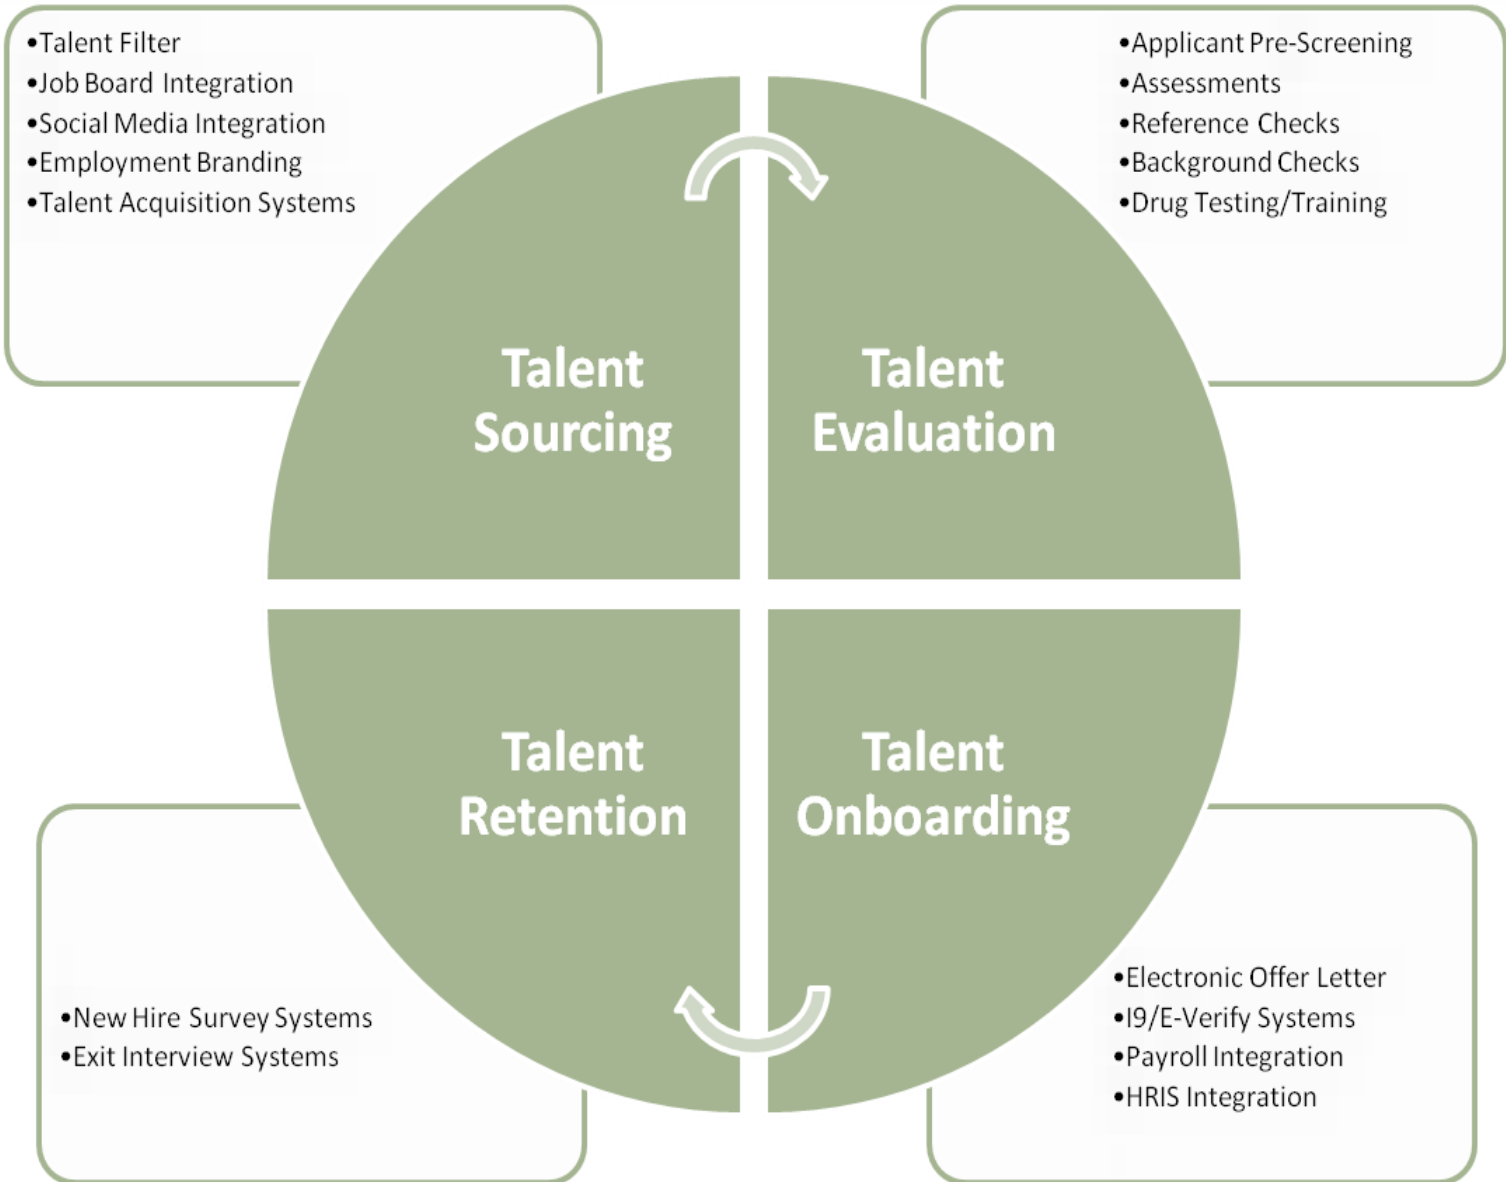 •Talent Filter
•Job Board Integration
•Social Media Integration
•Employment Branding
•Talent Acquisition Systems
•Applicant Pre-Screening
•Assessments
•Reference Checks
•Background Checks
•Drug Testing/Training
Talent
Sourcing
Talent
Evaluation
Talent
Retention
Talent
Onboarding
•New Hire Survey Systems
•Exit Interview Systems
•Electronic Offer Letter
•I9/E-Verify Systems
•Payroll Integration
•HRIS Integration